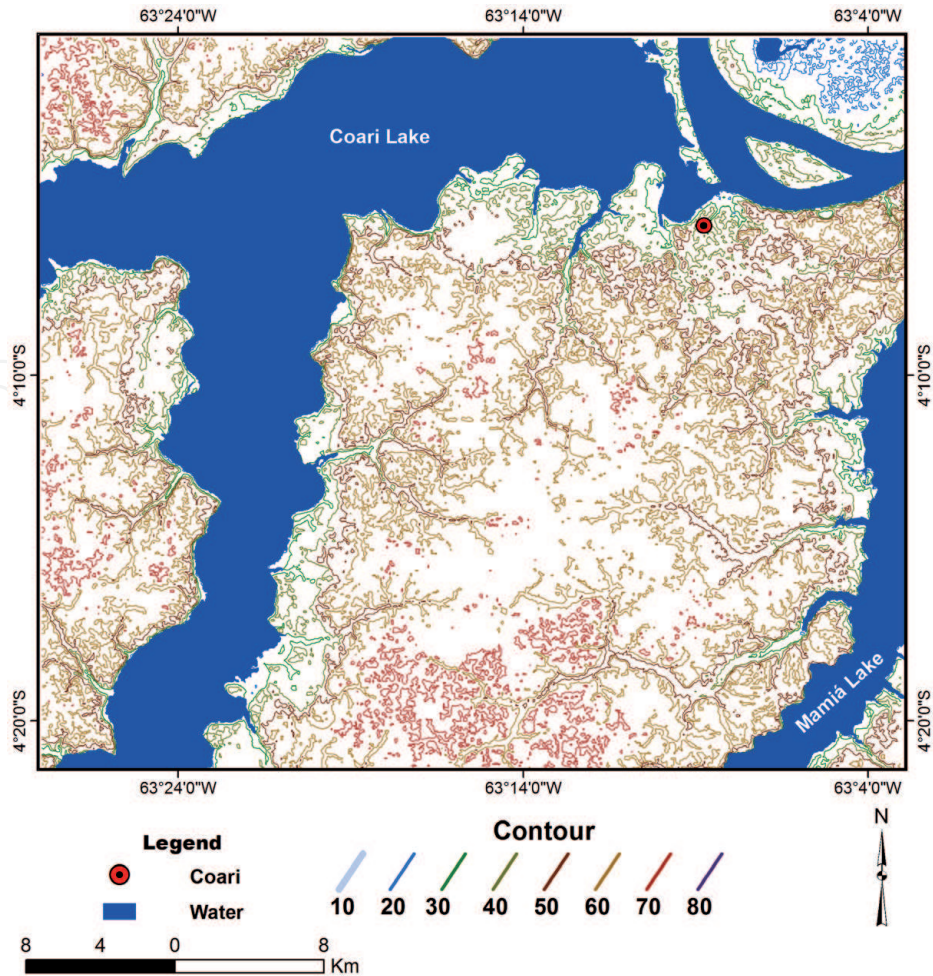 63°24'0"W 63°14'0"W 63°4'0"W
Coari Lake
4°10'0"S 4°10'0"S
Mamiá Lake
4°20'0"S 4°20'0"S
63°24'0"W 63°14'0"W 63°4'0"W
Legend
Coari
Water
Contour
10 20 30 40 50 60 70 80
N
8 4 0 8
Km